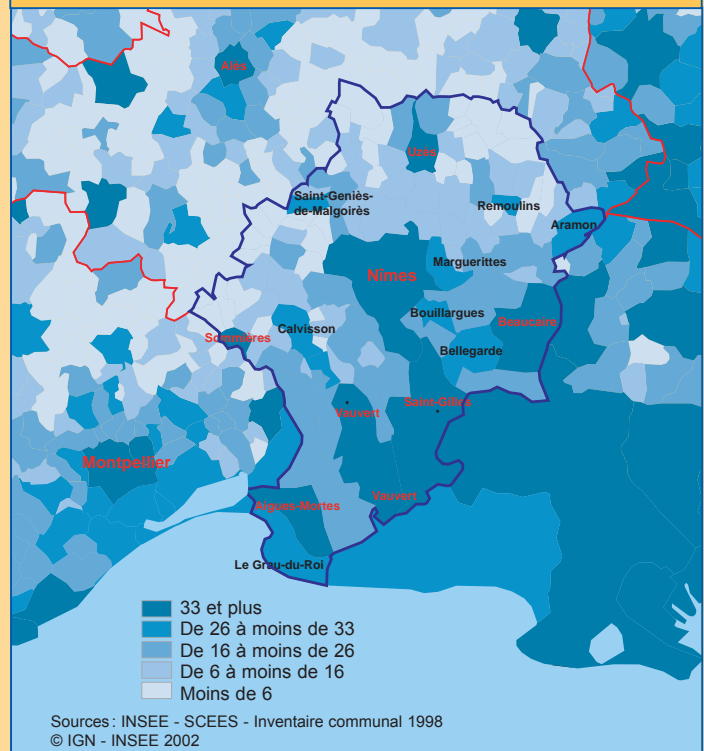 Alès
Uzès
Saint-Geniès-
de-Malgoirès
Remoulins
Aramon
Marguerittes
Nîmes
Bouillargues
Beaucaire
Calvisson
Sommières
Bellegarde
Vauvert
Saint-Gilles
Montpellier
Vauvert
Aigues-Mortes
Le Grau-du-Roi
33 et plus
De 26 à moins de 33
De 16 à moins de 26
De 6 à moins de 16
Moins de 6
Sources : INSEE - SCEES - Inventaire communal 1998
© IGN - INSEE 2002